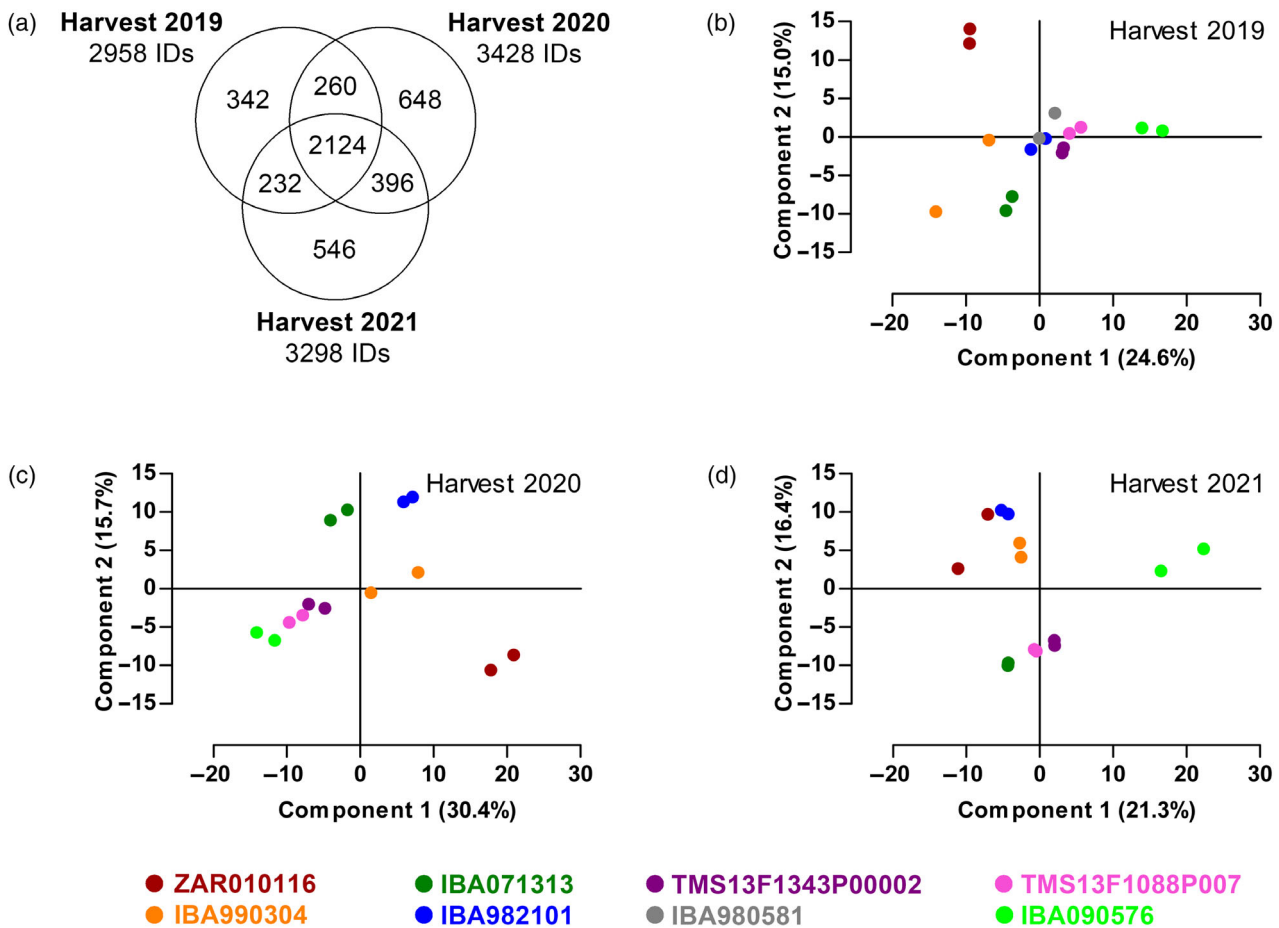 (a)
Harvest 2019
2958 IDs
Harvest 2020
3428 IDs
342
260
648
2124
232
396
546
Harvest 2021
3298 IDs
(b)
Harvest 2019
Component 2 (15.0%)
15
10
5
0
–5
–10
–15
–20 –10 0 10 20 30
Component 1 (24.6%)
(c)
Harvest 2020
Component 2 (15.7%)
15
10
5
0
–5
–10
–15
–20 –10 0 10 20 30
Component 1 (30.4%)
(d)
Harvest 2021
Component 2 (16.4%)
15
10
5
0
–5
–10
–15
–20 –10 0 10 20 30
Component 1 (21.3%)
ZAR010116 IBA071313 TMS13F1343P00002 TMS13F1088P007
IBA990304 IBA982101 IBA980581 IBA090576